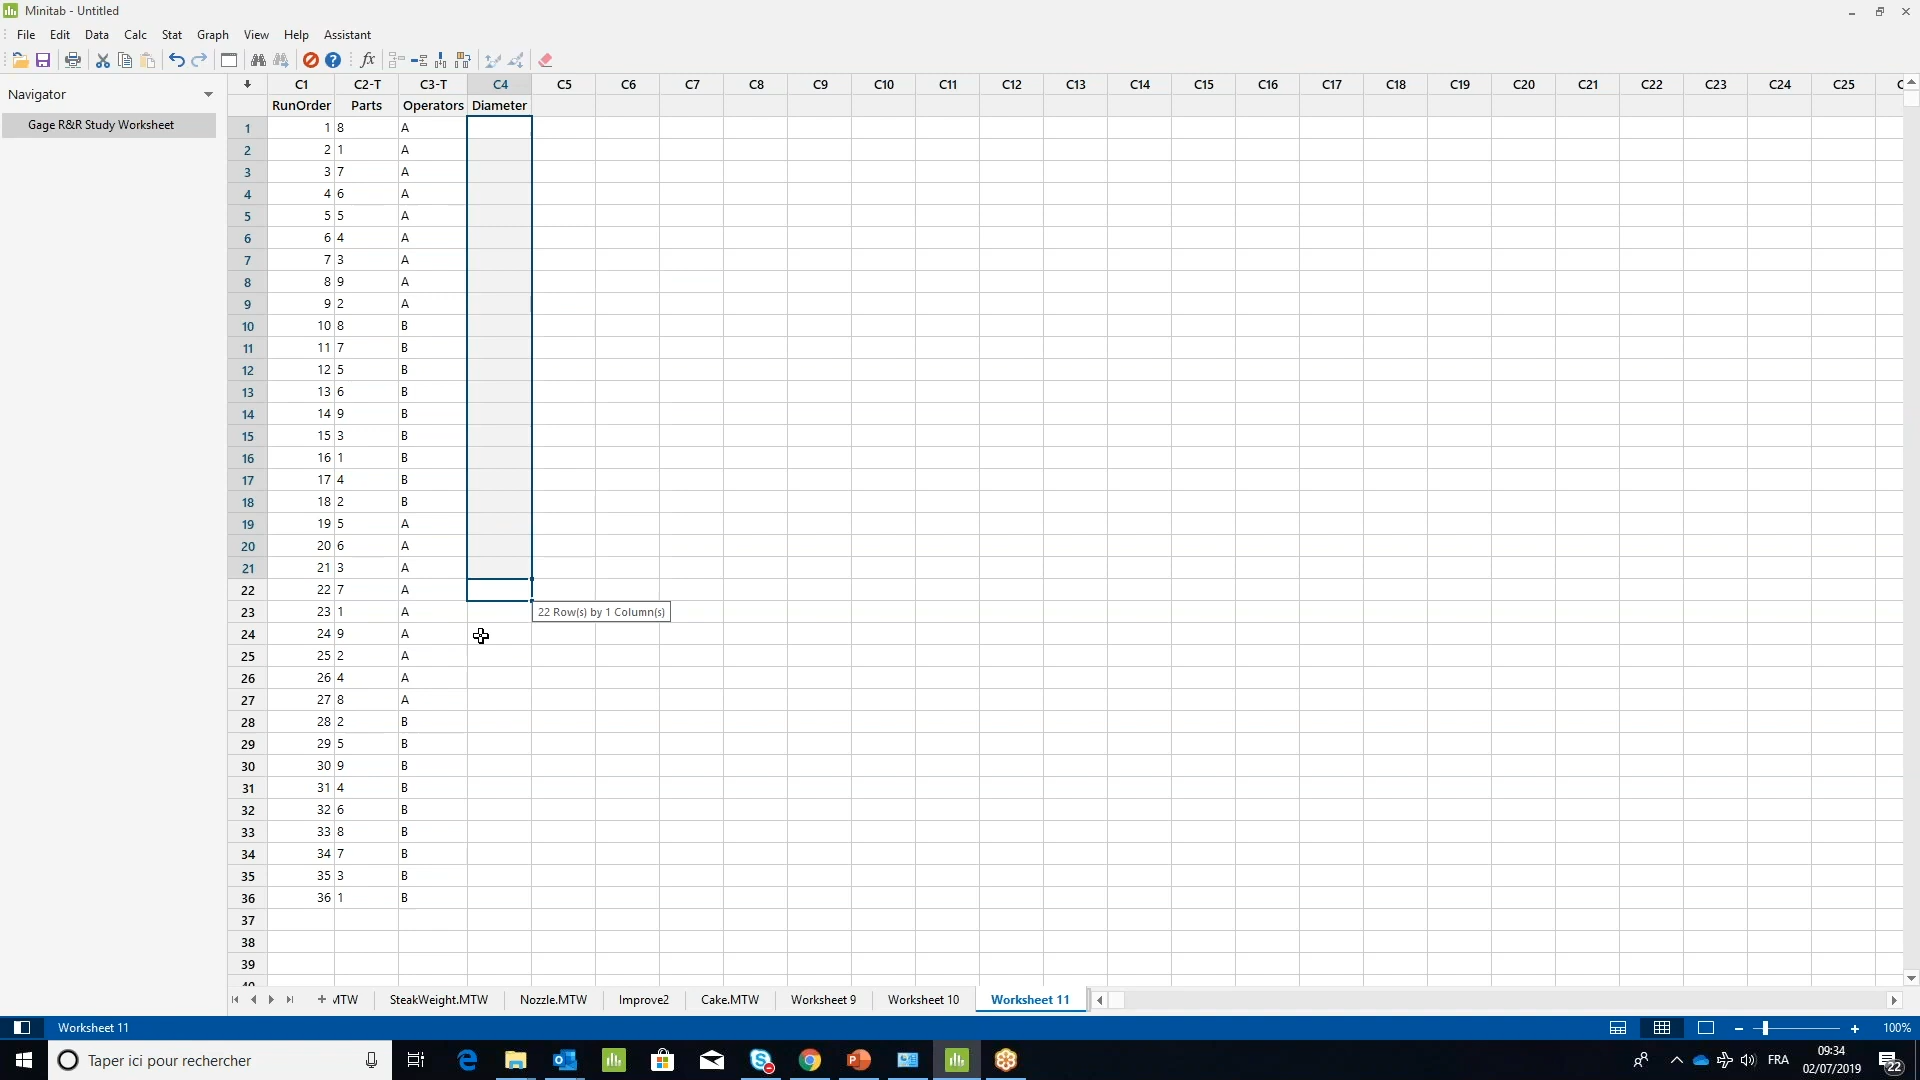 Minitab - Untitled
File Edit Data Calc Stat Graph View Help Assistant
Navigator
Gage R&R Study Worksheet
C1 C2-T C3-T C4 C5 C6 C7 C8 C9 C10 C11 C12 C13 C14 C15 C16 C17 C18 C19 C20 C21 C22 C23 C24 C25
RunOrder Parts Operators Diameter
1 1 8 A
2 2 1 A
3 3 7 A
4 4 6 A
5 5 5 A
6 6 4 A
7 7 3 A
8 8 9 A
9 9 2 A
10 10 8 B
11 11 7 B
12 12 5 B
13 13 6 B
14 14 9 B
15 15 3 B
16 16 1 B
17 17 4 B
18 18 2 B
19 19 5 A
20 20 6 A
21 21 3 A
22 22 7 A
23 23 1 A
22 Row(s) by 1 Column(s)
24 24 9 A
25 25 2 A
26 26 4 A
27 27 8 A
28 28 2 B
29 29 5 B
30 30 9 B
31 31 4 B
32 32 6 B
33 33 8 B
34 34 7 B
35 35 3 B
36 36 1 B
37
38
39
SteakWeight.MTW Nozzle.MTW Improve2 Cake.MTW Worksheet 9 Worksheet 10 Worksheet 11
Worksheet 11
100%
Taper ici pour rechercher
FRA
09:34
02/07/2019
22